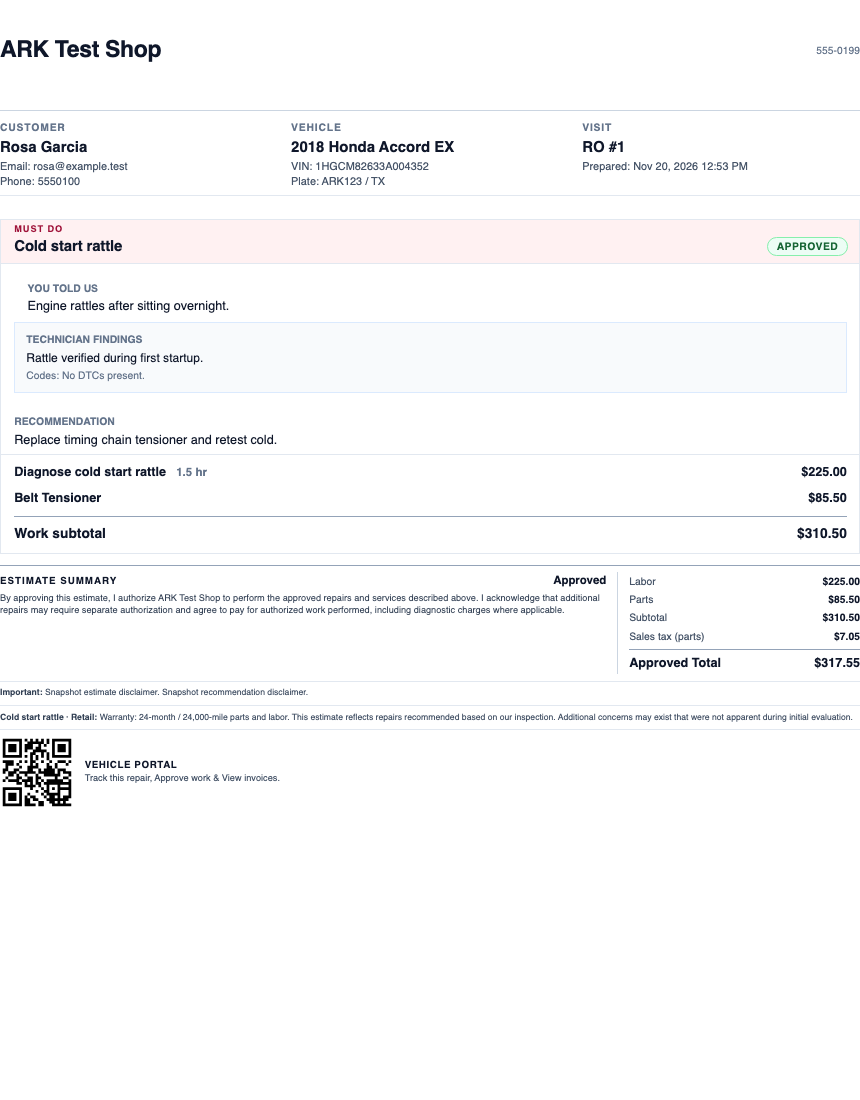 ARK Test Shop
555-0199
CUSTOMER
Rosa Garcia
Email: rosa@example.test
Phone: 5550100
VEHICLE
2018 Honda Accord EX
VIN: 1HGCM82633A004352
Plate: ARK123 / TX
VISIT
RO #1
Prepared: Nov 20, 2026 12:53 PM
MUST DO
Cold start rattle
APPROVED
YOU TOLD US
Engine rattles after sitting overnight.
TECHNICIAN FINDINGS
Rattle verified during first startup.
Codes: No DTCs present.
RECOMMENDATION
Replace timing chain tensioner and retest cold.
Diagnose cold start rattle 1.5 hr $225.00
Belt Tensioner $85.50
Work subtotal $310.50
ESTIMATE SUMMARY Approved
By approving this estimate, I authorize ARK Test Shop to perform the approved repairs and services described above. I acknowledge that additional
repairs may require separate authorization and agree to pay for authorized work performed, including diagnostic charges where applicable.
Labor $225.00
Parts $85.50
Subtotal $310.50
Sales tax (parts) $7.05
Approved Total $317.55
Important: Snapshot estimate disclaimer. Snapshot recommendation disclaimer.
Cold start rattle · Retail: Warranty: 24-month / 24,000-mile parts and labor. This estimate reflects repairs recommended based on our inspection. Additional concerns may exist that were not apparent during initial evaluation.
VEHICLE PORTAL
Track this repair, Approve work & View invoices.